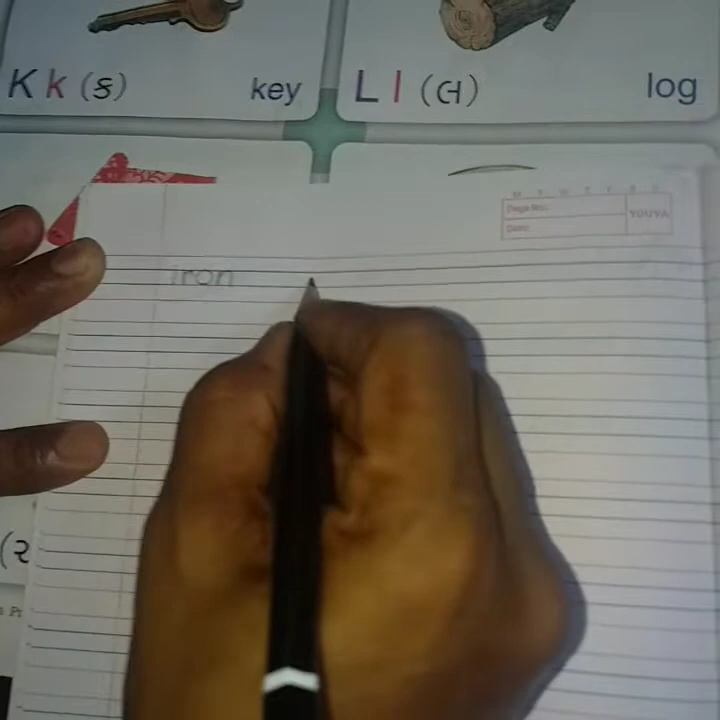 K k (ક) key L l (લ) log
Page No.:
Date:
YOUVA
iron
(ર